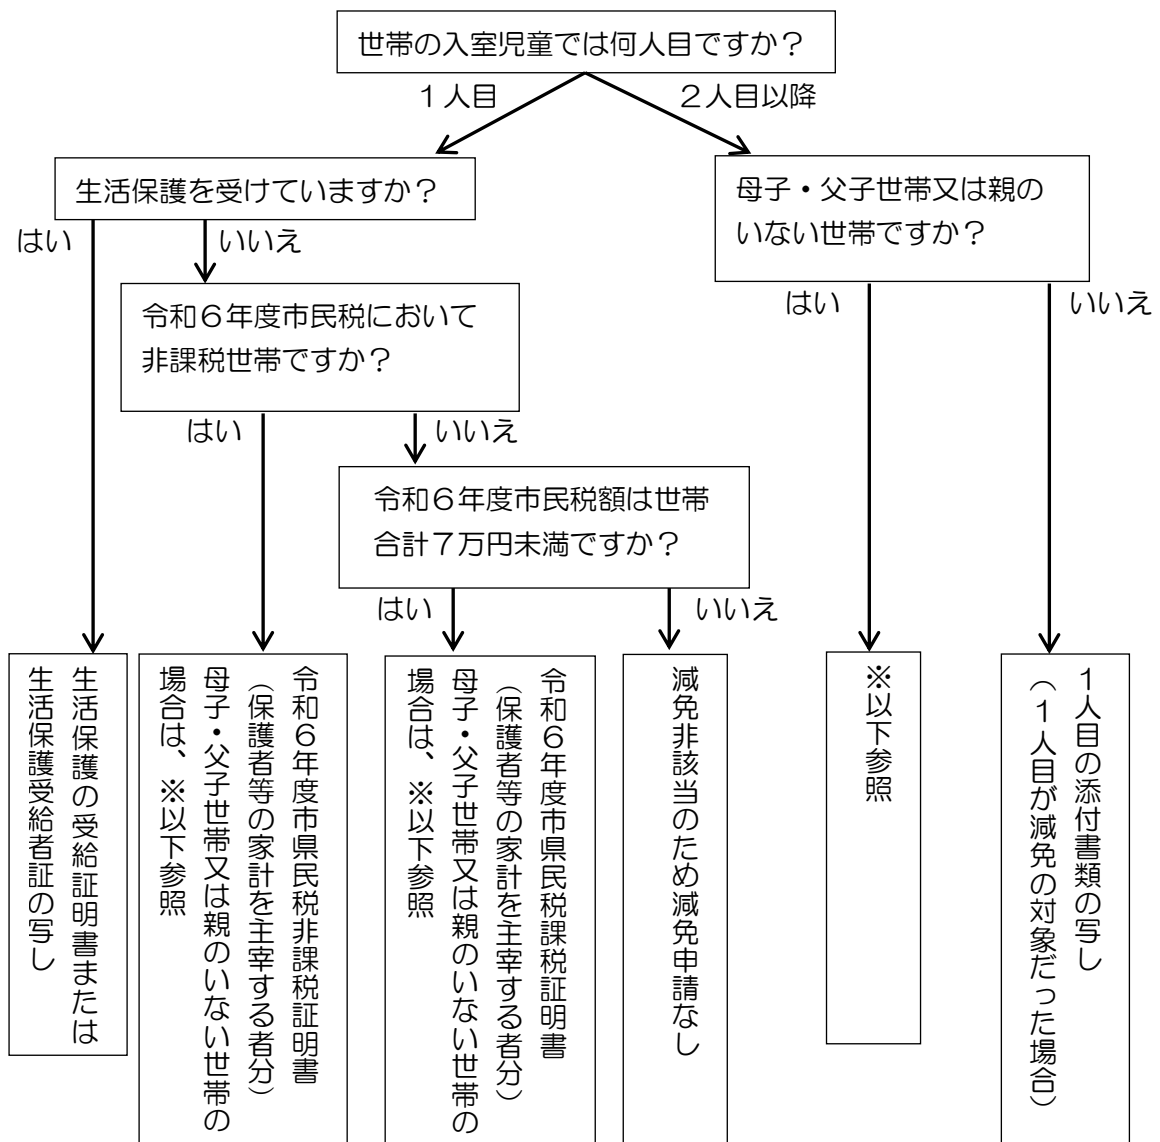 世帯の入室児童では何人目ですか？
１人目
２人目以降
生活保護を受けていますか？
母子・父子世帯又は親の
いない世帯ですか？
はい
いいえ
はい
いいえ
令和６年度市民税において
非課税世帯ですか？
はい
いいえ
令和６年度市民税額は世帯
合計７万円未満ですか？
はい
いいえ
生活保護の受給証明書または
生活保護受給者証の写し
令和６年度市県民税非課税証明書
（保護者等の家計を主宰する者分）
母子・父子世帯又は親のいない世帯の
場合は、※以下参照
令和６年度市県民税課税証明書
（保護者等の家計を主宰する者分）
母子・父子世帯又は親のいない世帯の
場合は、※以下参照
減免非該当のため減免申請なし
※以下参照
１人目の添付書類の写し
（１人目が減免の対象だった場合）